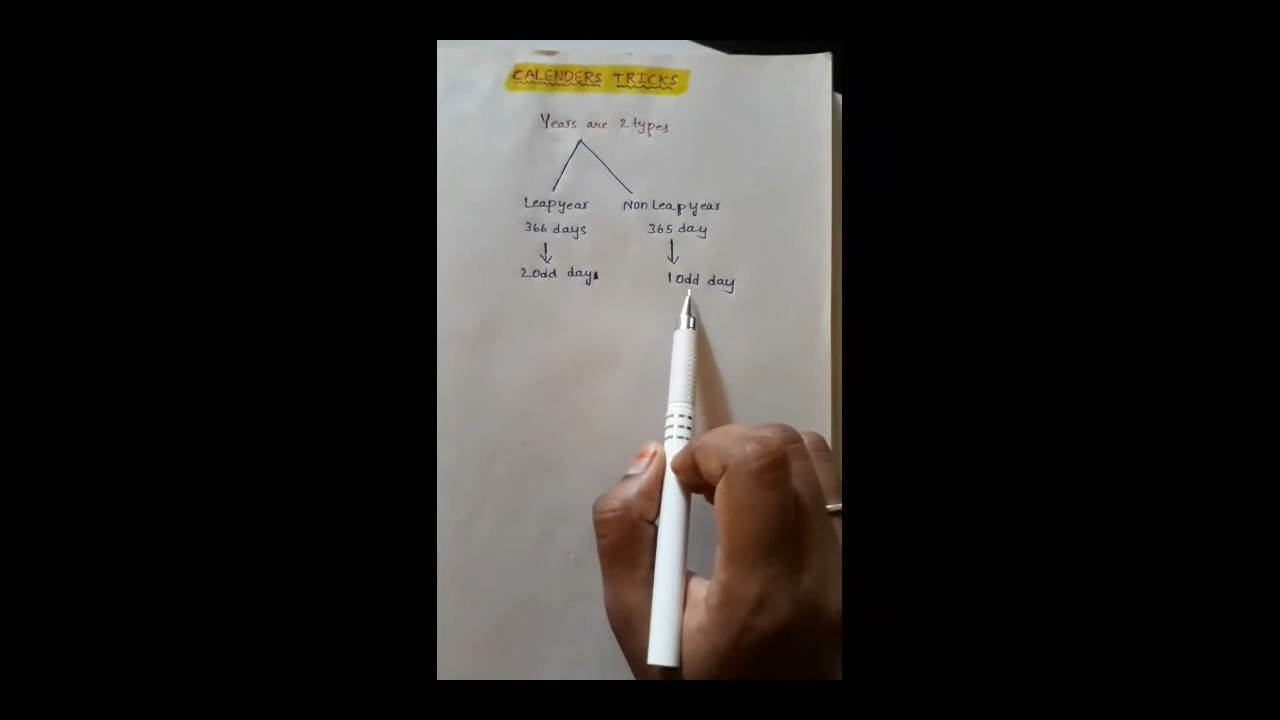 CALENDERS TRICKS
Years are 2 types
Leapyear Non Leapyear
366 days 365 day
2odd days 1odd day